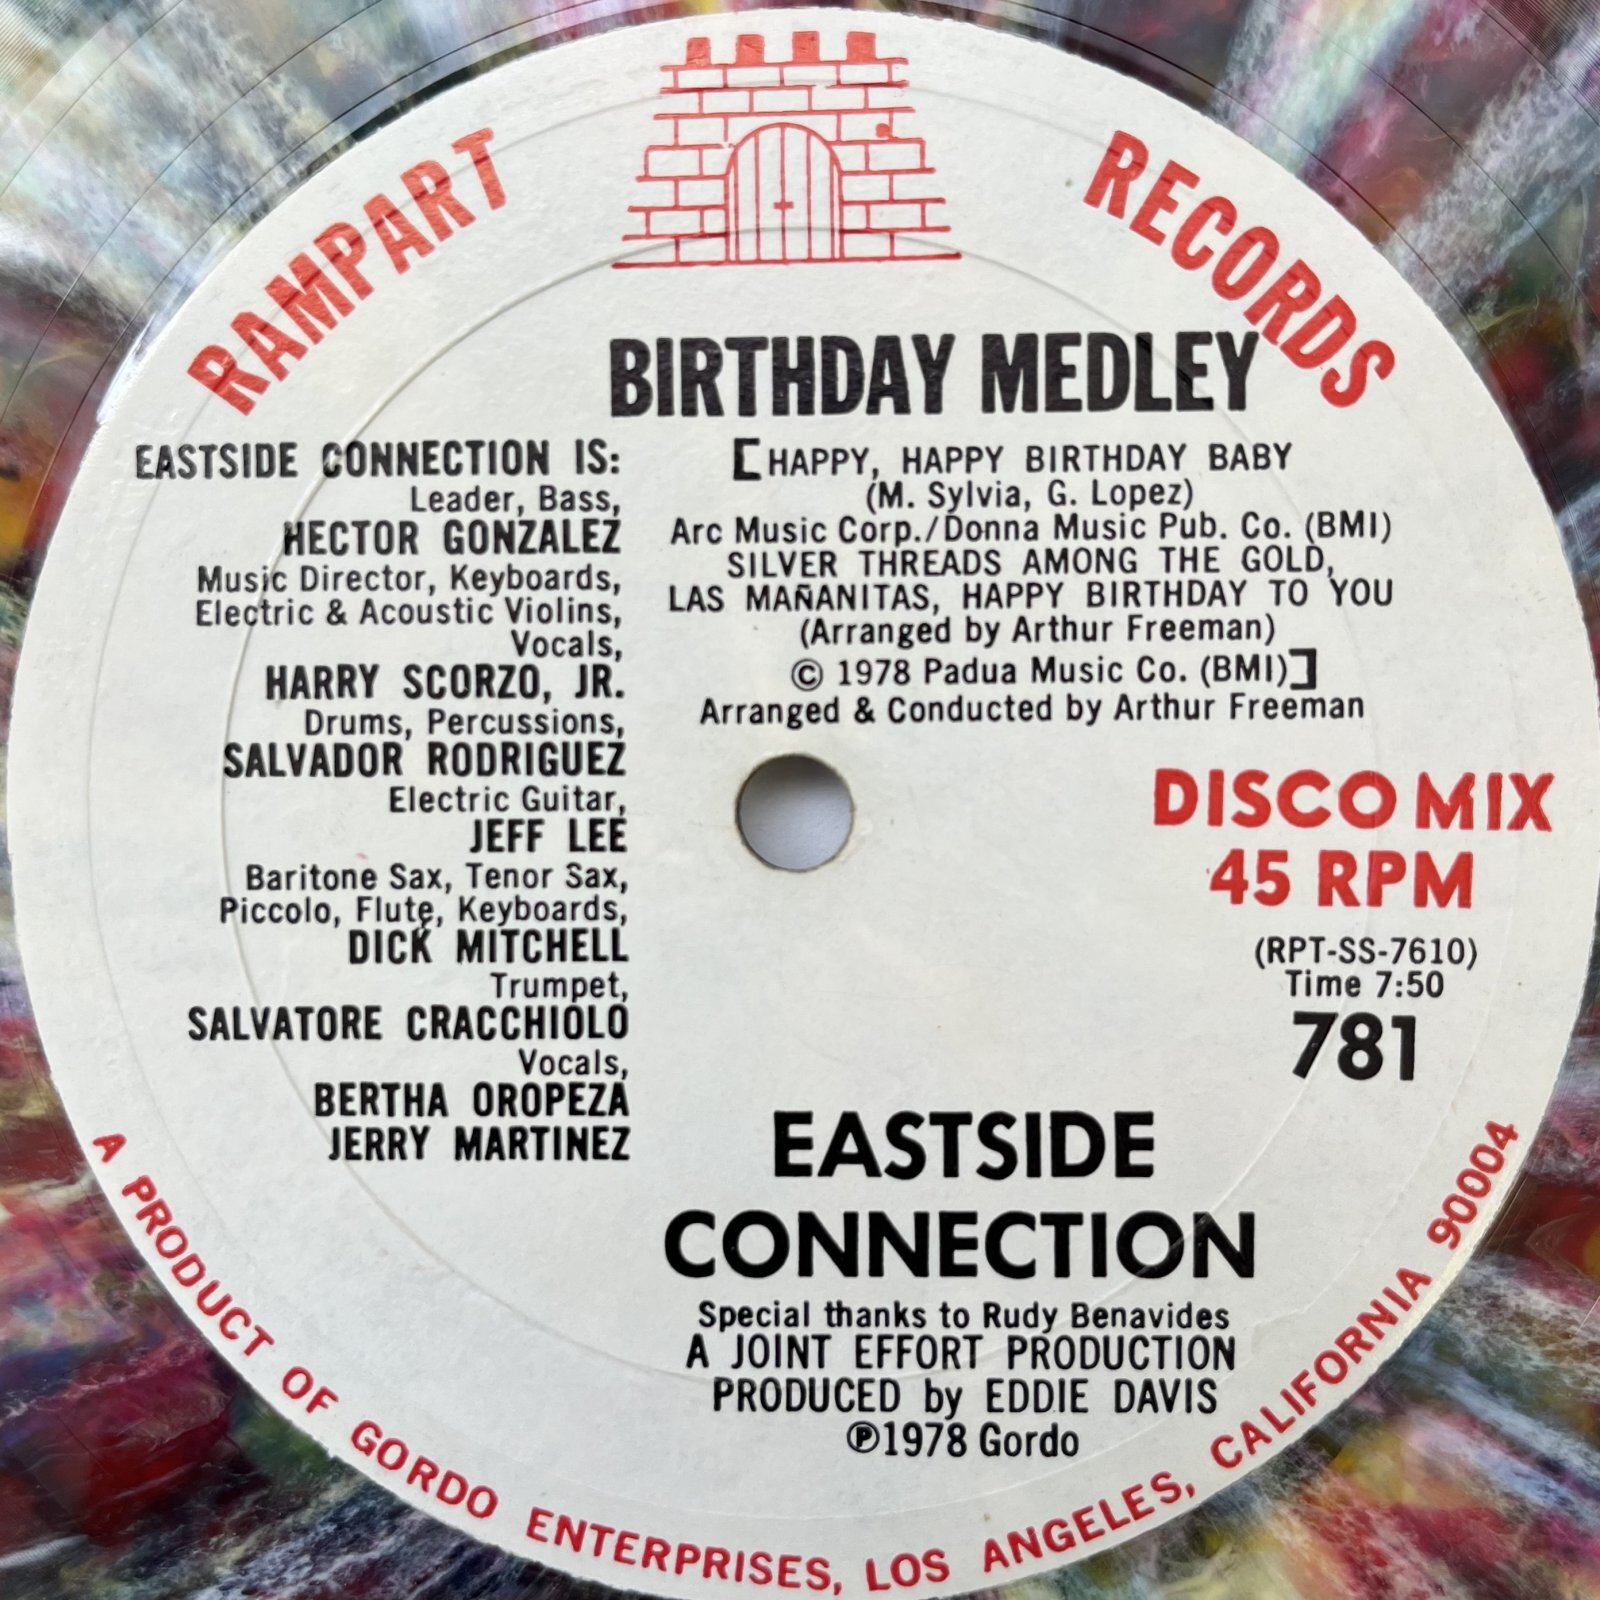 RAMPART RECORDS
BIRTHDAY MEDLEY
EASTSIDE CONNECTION IS:
Leader, Bass,
HECTOR GONZALEZ
Music Director, Keyboards,
Electric & Acoustic Violins,
Vocals,
HARRY SCORZO, JR.
Drums, Percussions,
SALVADOR RODRIGUEZ
Electric Guitar,
JEFF LEE
Baritone Sax, Tenor Sax,
Piccolo, Flute, Keyboards,
DICK MITCHELL
Trumpet,
SALVATORE CRACCHIOLO
Vocals,
BERTHA OROPEZA
JERRY MARTINEZ
[HAPPY, HAPPY BIRTHDAY BABY
(M. Sylvia, G. Lopez)
Arc Music Corp./Donna Music Pub. Co. (BMI)
SILVER THREADS AMONG THE GOLD,
LAS MAÑANITAS, HAPPY BIRTHDAY TO YOU
(Arranged by Arthur Freeman)
© 1978 Padua Music Co. (BMI)]
Arranged & Conducted by Arthur Freeman
DISCO MIX
45 RPM
(RPT-SS-7610)
Time 7:50
781
EASTSIDE
CONNECTION
Special thanks to Rudy Benavides
A JOINT EFFORT PRODUCTION
PRODUCED by EDDIE DAVIS
℗1978 Gordo
A PRODUCT OF GORDO ENTERPRISES, LOS ANGELES, CALIFORNIA 90004